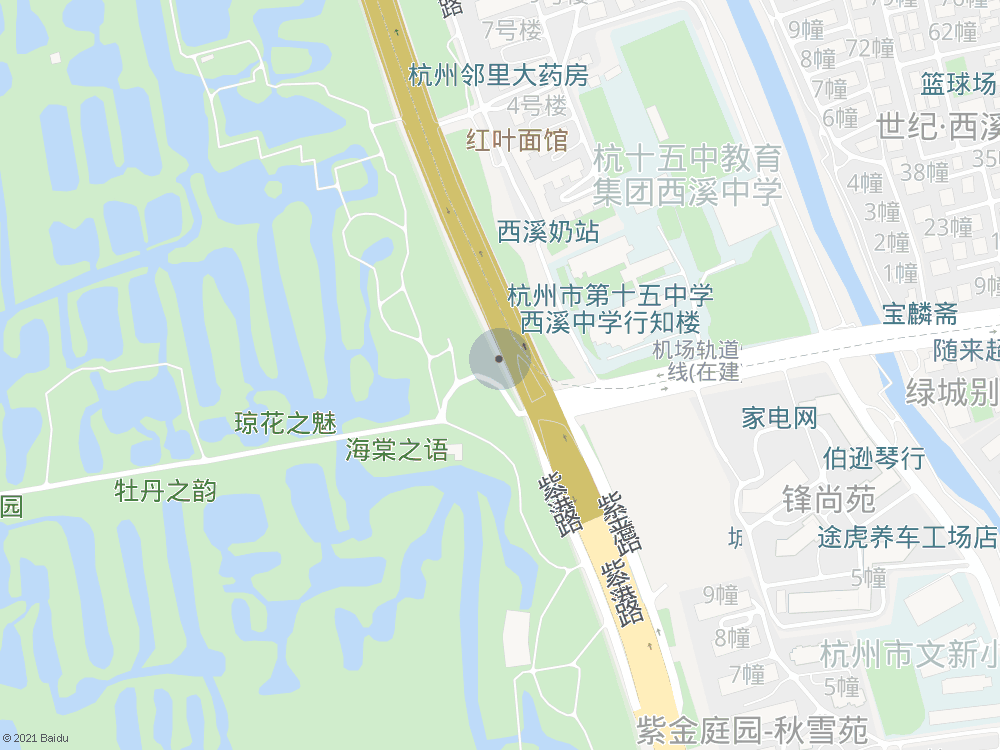 路
7号楼
9幢
79幢
62幢
72幢
8幢
7幢
6幢
杭州邻里大药房
4号楼
篮球场
世纪·西溪
红叶面馆
杭十五中教育
集团西溪中学
350
38幢
4幢
3幢
23幢
2幢
1幢
西溪奶站
杭州市第十五中学
西溪中学行知楼
宝麟斋
机场轨道
线(在建
随来超
绿城别
琼花之魅
海棠之语
家电网
伯逊琴行
园
牡丹之韵
锋尚苑
紫港路
紫金港路
途虎养车工场店
5幢
9幢
8幢
杭州市文新小
7幢
5幢
紫金庭园-秋雪苑
© 2021 Baidu